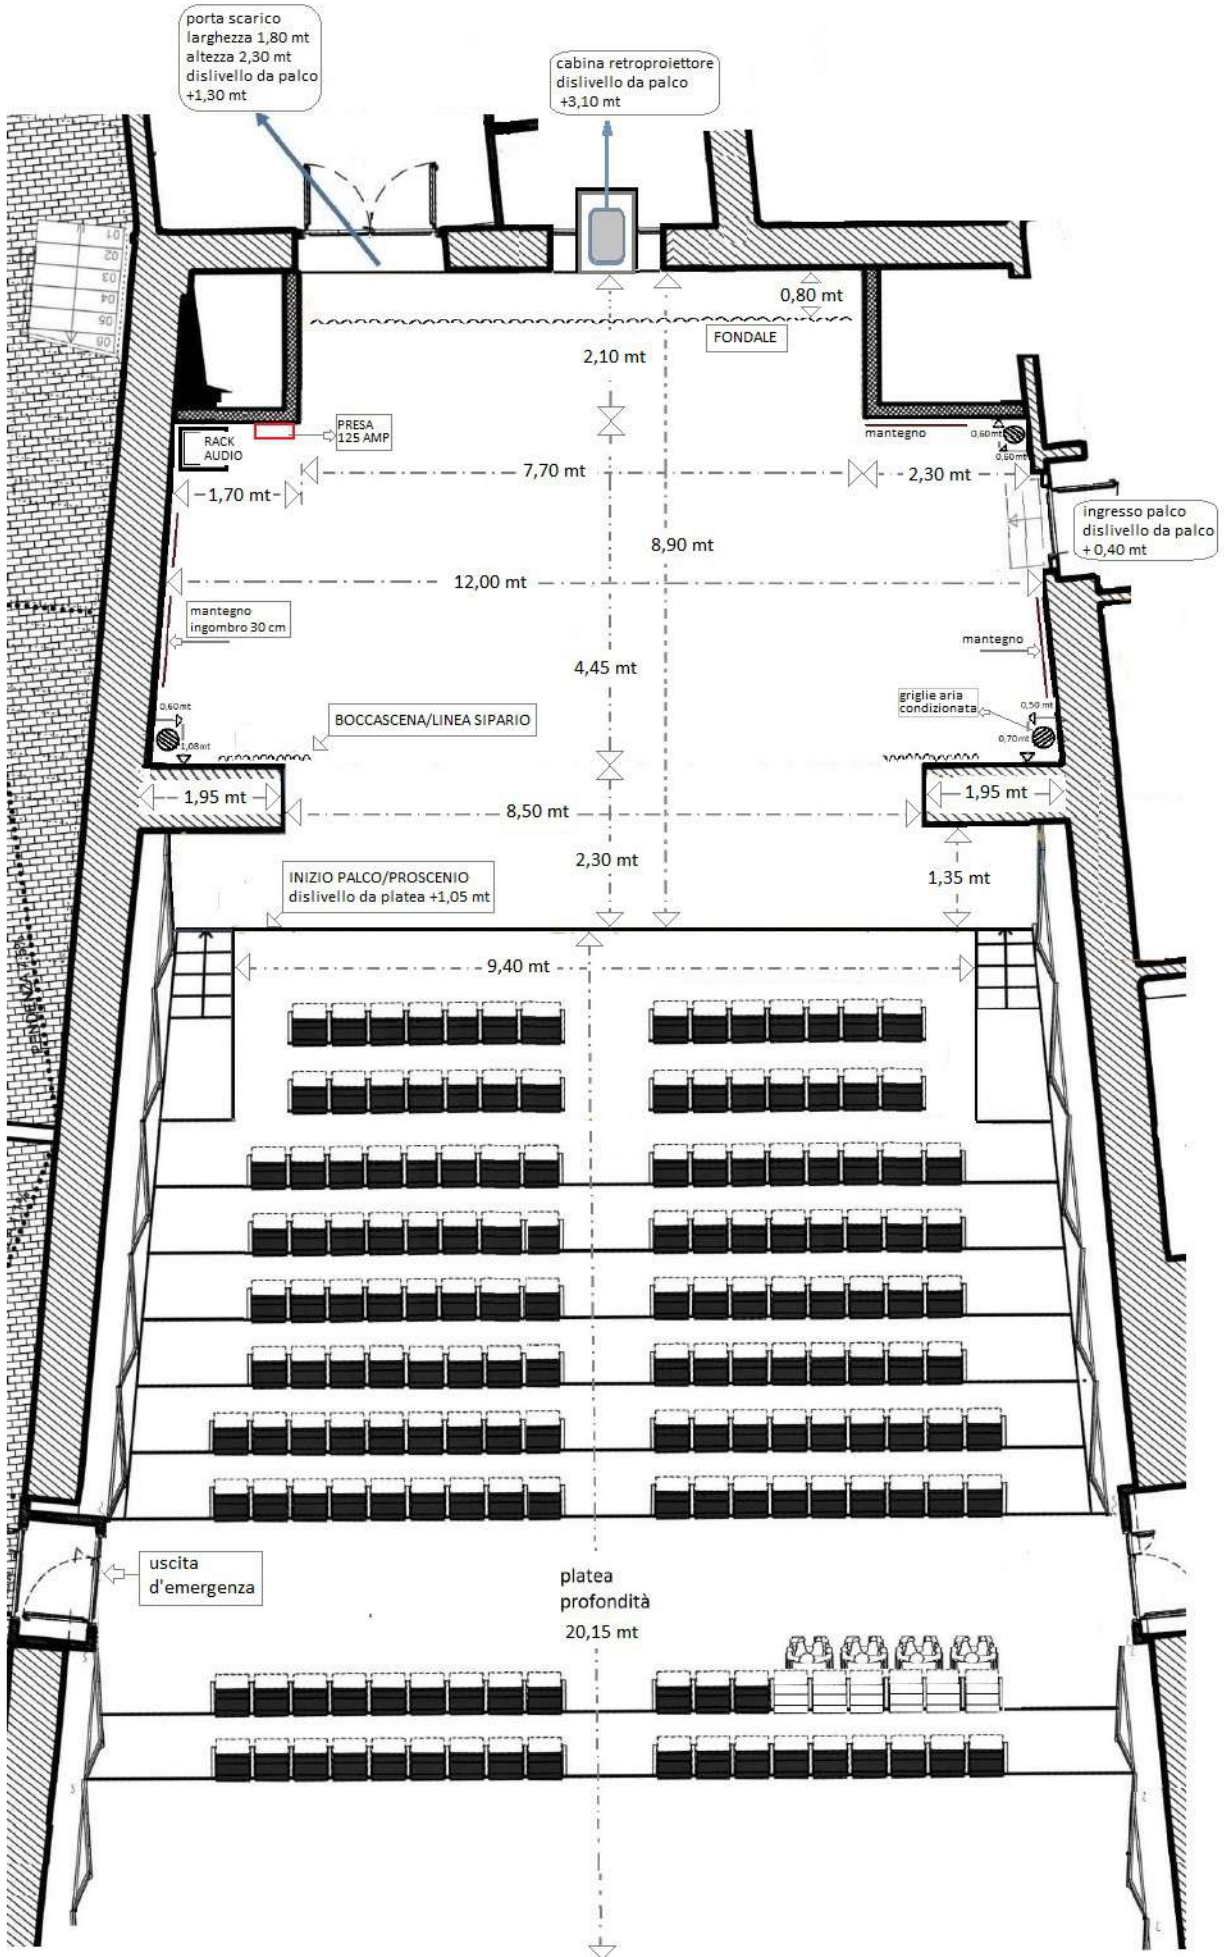 porta scarico
larghezza 1,80 mt
altezza 2,30 mt
dislivello da palco
+1,30 mt
cabina retroproiettore
dislivello da palco
+3,10 mt
01
02
03
04
05
06
0,80 mt
FONDALE
2,10 mt
PRESA
125 AMP
RACK
AUDIO
mantegno
0,60mt
0,60mt
7,70 mt
2,30 mt
1,70 mt
ingresso palco
dislivello da palco
+ 0,40 mt
8,90 mt
12,00 mt
mantegno
ingombro 30 cm
mantegno
4,45 mt
griglie aria
condizionata
0,60mt
1,08mt
0,50 mt
0,70mt
BOCCASCENA/LINEA SIPARIO
1,95 mt
1,95 mt
8,50 mt
2,30 mt
1,35 mt
INIZIO PALCO/PROSCENIO
dislivello da platea +1,05 mt
9,40 mt
uscita
d'emergenza
platea
profondità
20,15 mt